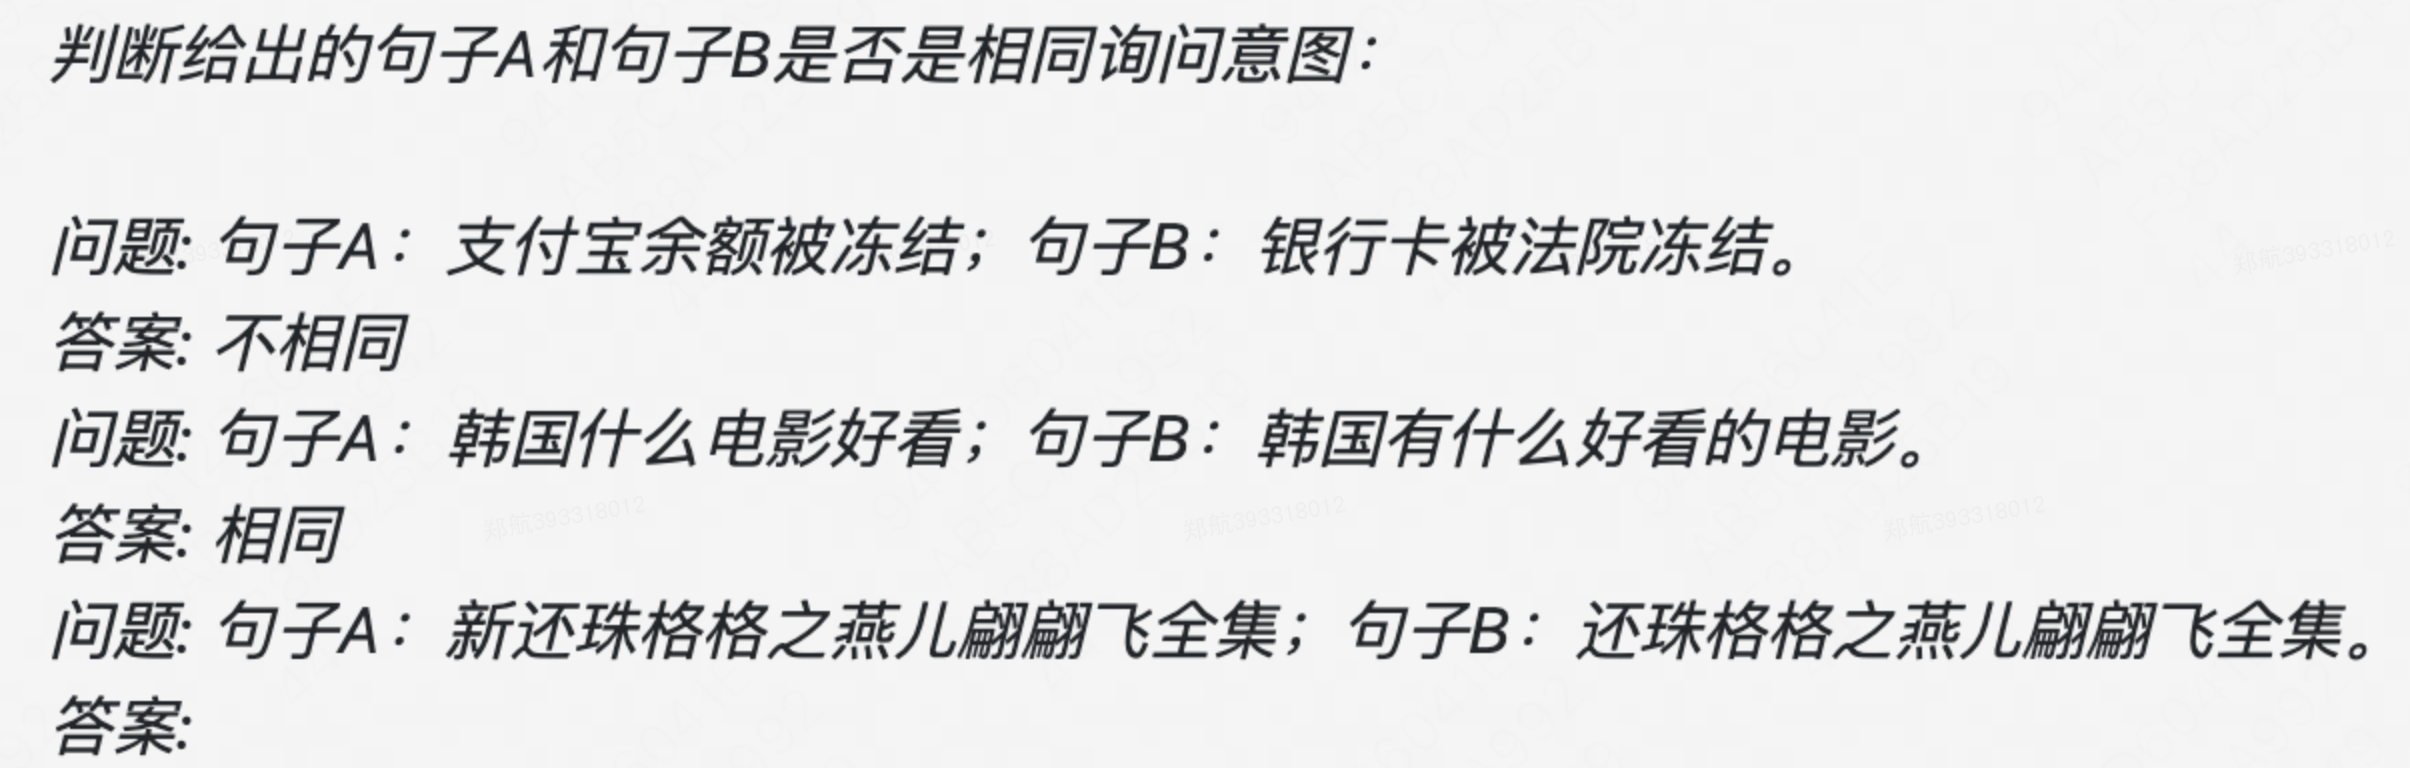 判断给出的句子A和句子B是否是相同询问意图：
问题: 句子A：支付宝余额被冻结；句子B：银行卡被法院冻结。
答案: 不相同
问题: 句子A：韩国什么电影好看；句子B：韩国有什么好看的电影。
答案: 相同
郑航393318012
郑航393318012
郑航393318012
郑航393318012
问题: 句子A：新还珠格格之燕儿翩翩飞全集；句子B：还珠格格之燕儿翩翩飞全集。
答案: